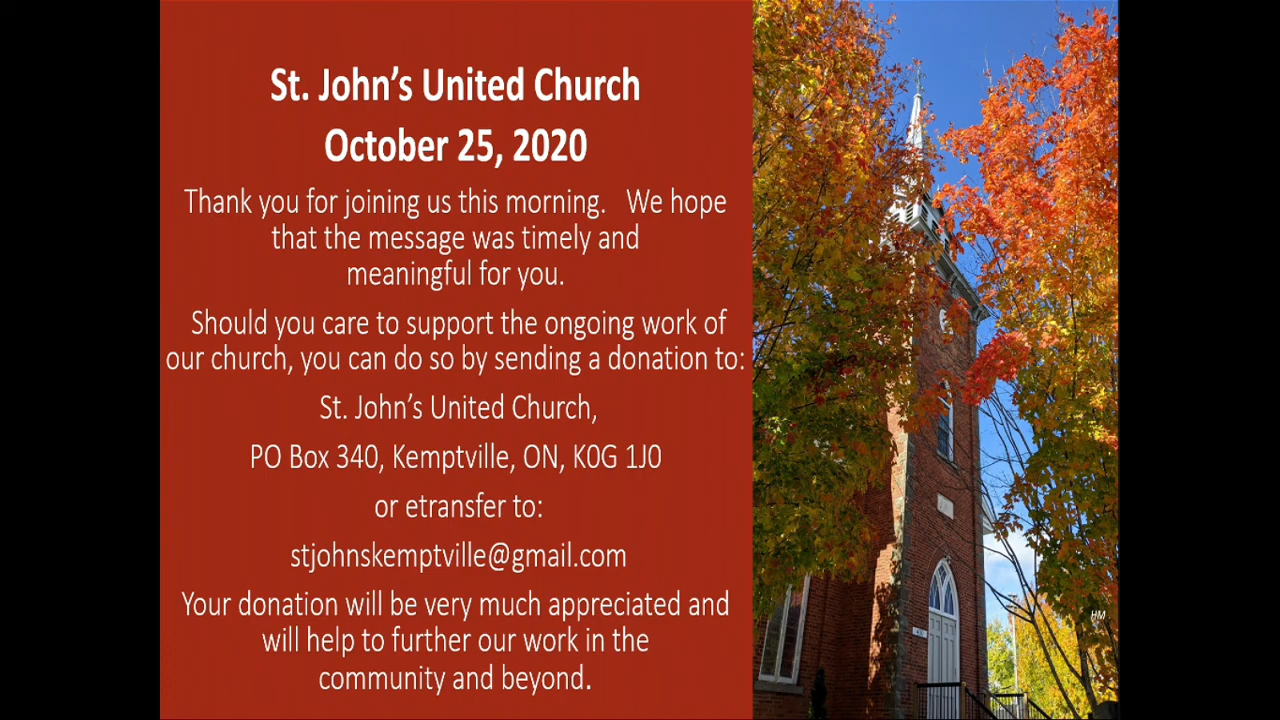 St. John’s United Church
October 25, 2020
Thank you for joining us this morning.   We hope
that the message was timely and
meaningful for you.
Should you care to support the ongoing work of
our church, you can do so by sending a donation to:
St. John’s United Church,
PO Box 340, Kemptville, ON, K0G 1J0
or etransfer to:
stjohnskemptville@gmail.com
Your donation will be very much appreciated and
will help to further our work in the
community and beyond.
HM